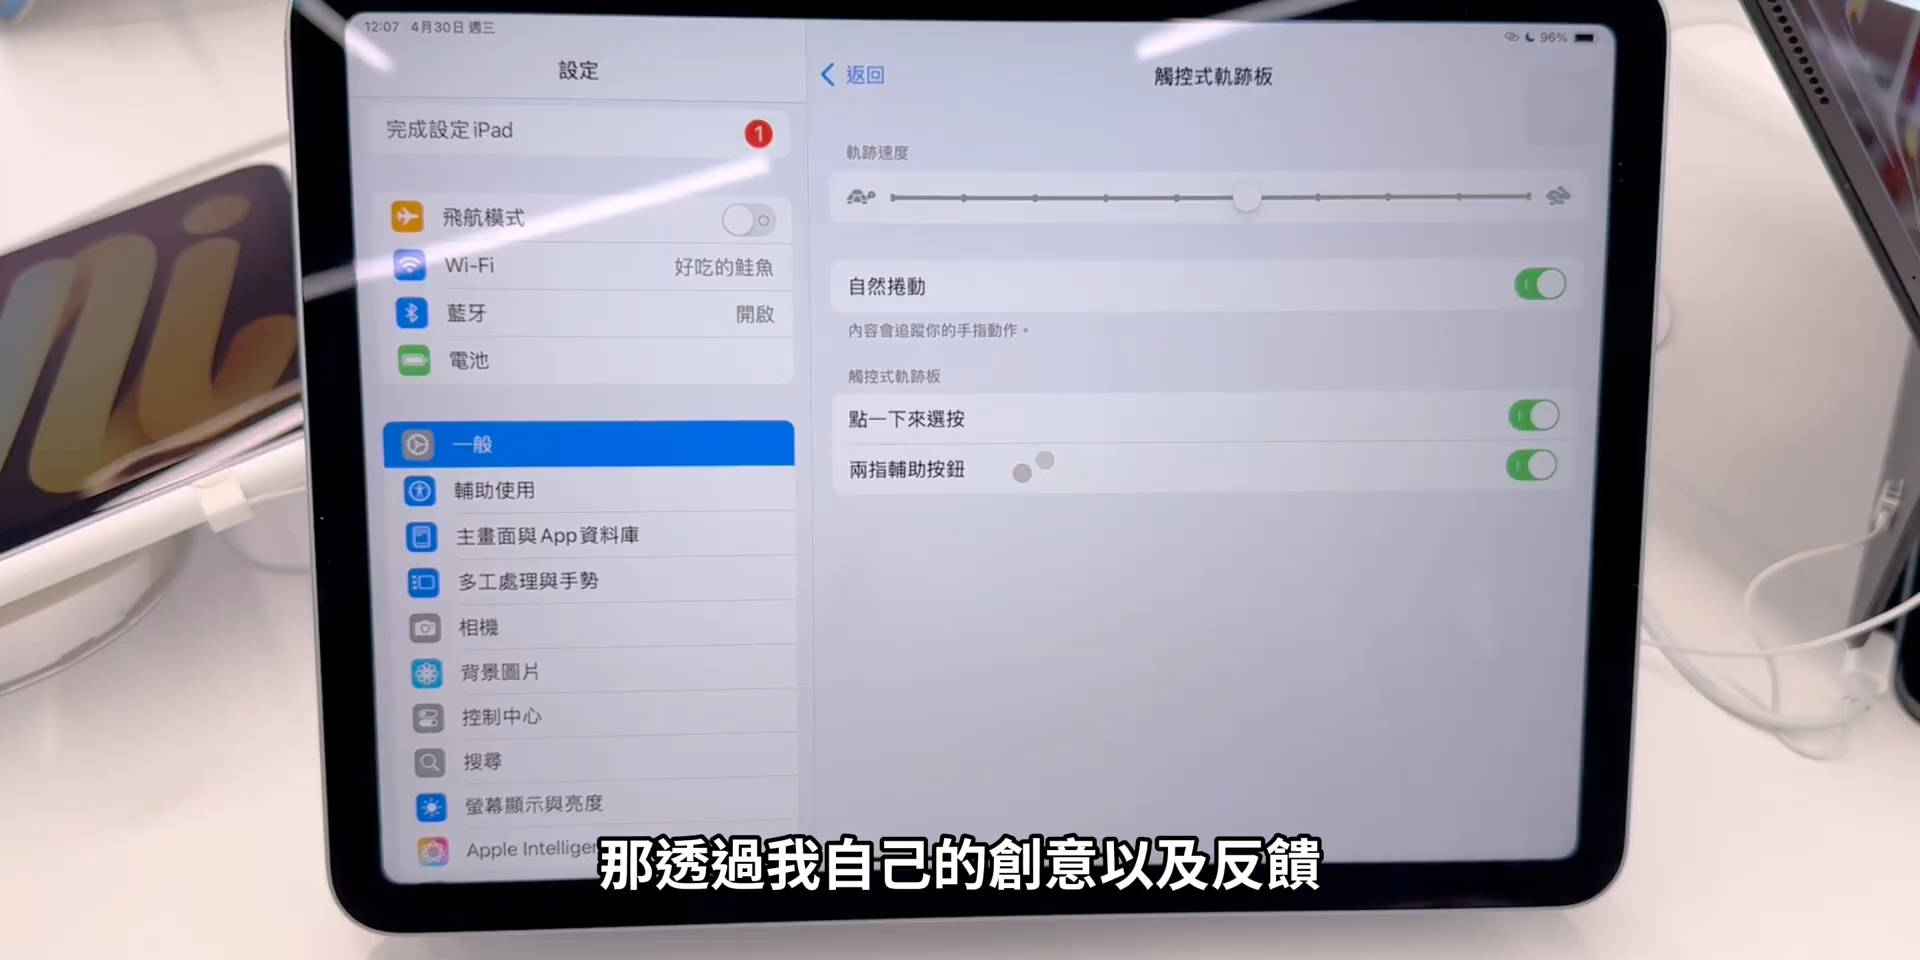 12:07 4月30日 週三
96%
設定
完成設定 iPad
1
飛航模式
Wi-Fi
好吃的鮭魚
藍牙
開啟
電池
一般
輔助使用
主畫面與App資料庫
多工處理與手勢
相機
背景圖片
控制中心
搜尋
螢幕顯示與亮度
Apple
返回
觸控式軌跡板
軌跡速度
自然捲動
內容會追蹤你的手指動作。
觸控式軌跡板
點一下來選按
兩指輔助按鈕
那透過我自己的創意以及反饋